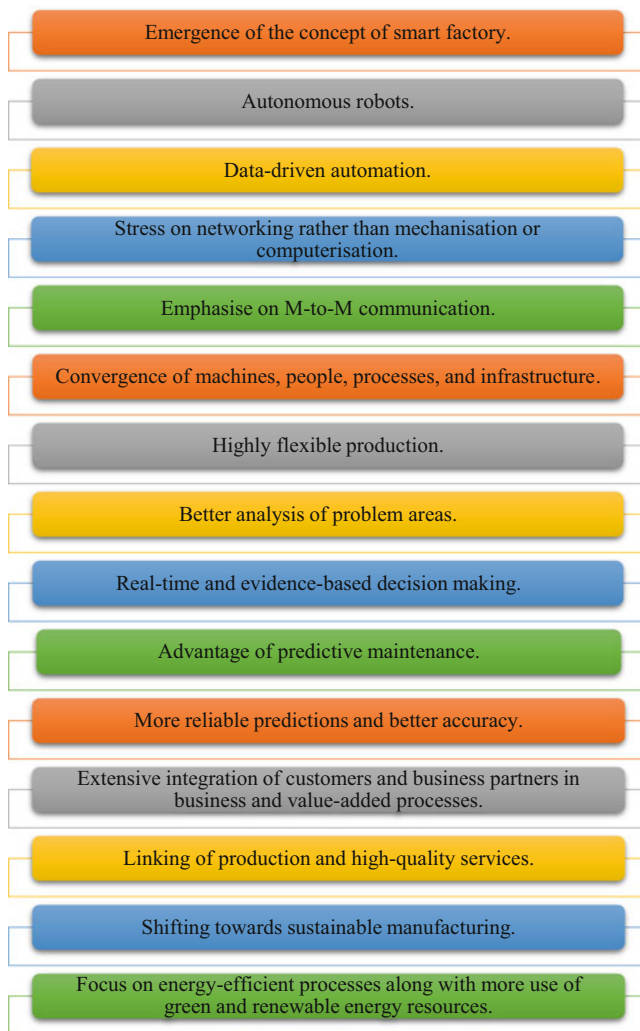 Emergence of the concept of smart factory.
Autonomous robots.
Data-driven automation.
Stress on networking rather than mechanisation or
computerisation.
Emphasise on M-to-M communication.
Convergence of machines, people, processes, and infrastructure.
Highly flexible production.
Better analysis of problem areas.
Real-time and evidence-based decision making.
Advantage of predictive maintenance.
More reliable predictions and better accuracy.
Extensive integration of customers and business partners in
business and value-added processes.
Linking of production and high-quality services.
Shifting towards sustainable manufacturing.
Focus on energy-efficient processes along with more use of
green and renewable energy resources.